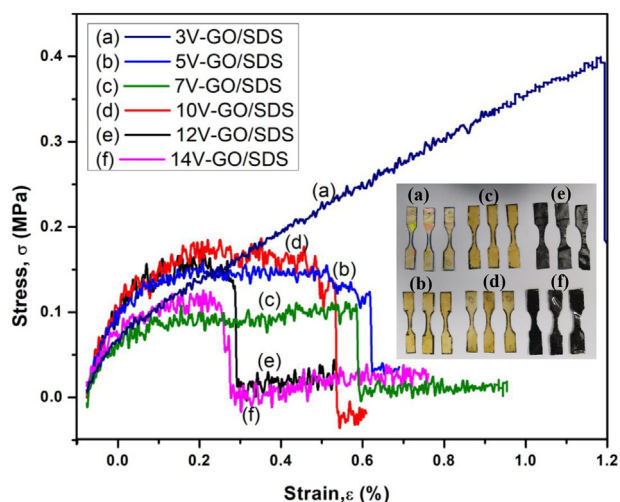 (a) 3V-GO/SDS
(b) 5V-GO/SDS
(c) 7V-GO/SDS
(d) 10V-GO/SDS
(e) 12V-GO/SDS
(f) 14V-GO/SDS
Stress, σ (MPa)
0.4
0.3
0.2
0.1
0.0
(a)
(d)
(b)
(c)
(e)
(f)
(a) (c) (e)
(b) (d) (f)
0.0 0.2 0.4 0.6 0.8 1.0 1.2
Strain,ε (%)